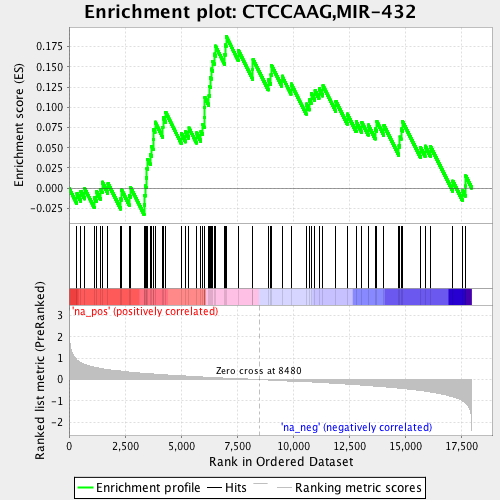 Enrichment plot: CTCCAAG,MIR-432
Enrichment score (ES)
0.175
0.150
0.125
0.100
0.075
0.050
0.025
0.000
-0.025
'na_pos' (positively correlated)
Ranked list metric (PreRanked)
3
2
1
0
-1
-2
Zero cross at 8480
'na_neg' (negatively correlated)
0
2,500
5,000
7,500
10,000
12,500
15,000
17,500
Rank in Ordered Dataset
Enrichment profile
Hits
Ranking metric scores